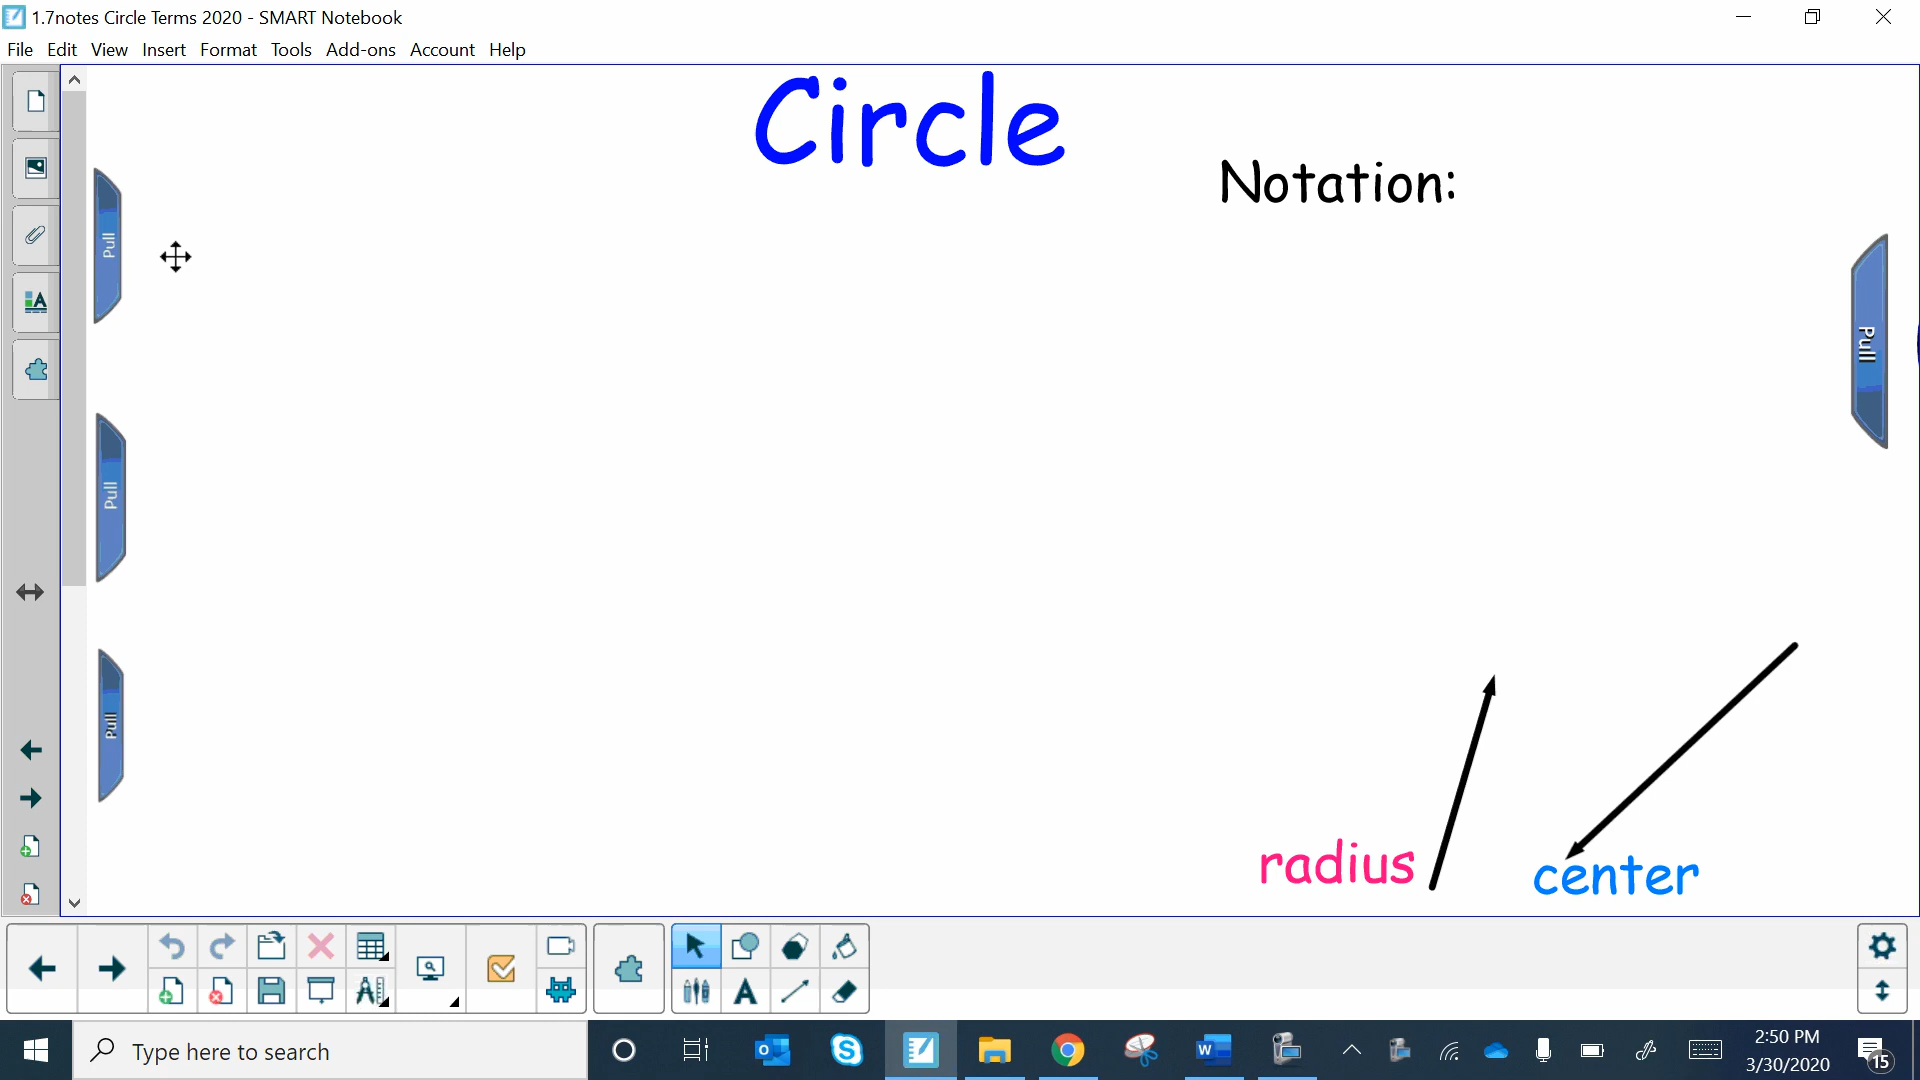 1.7notes Circle Terms 2020 - SMART Notebook
File Edit View Insert Format Tools Add-ons Account Help
Circle
Notation:
Pull
Pull
Pull
Pull
radius
center
Type here to search
2:50 PM
3/30/2020
15